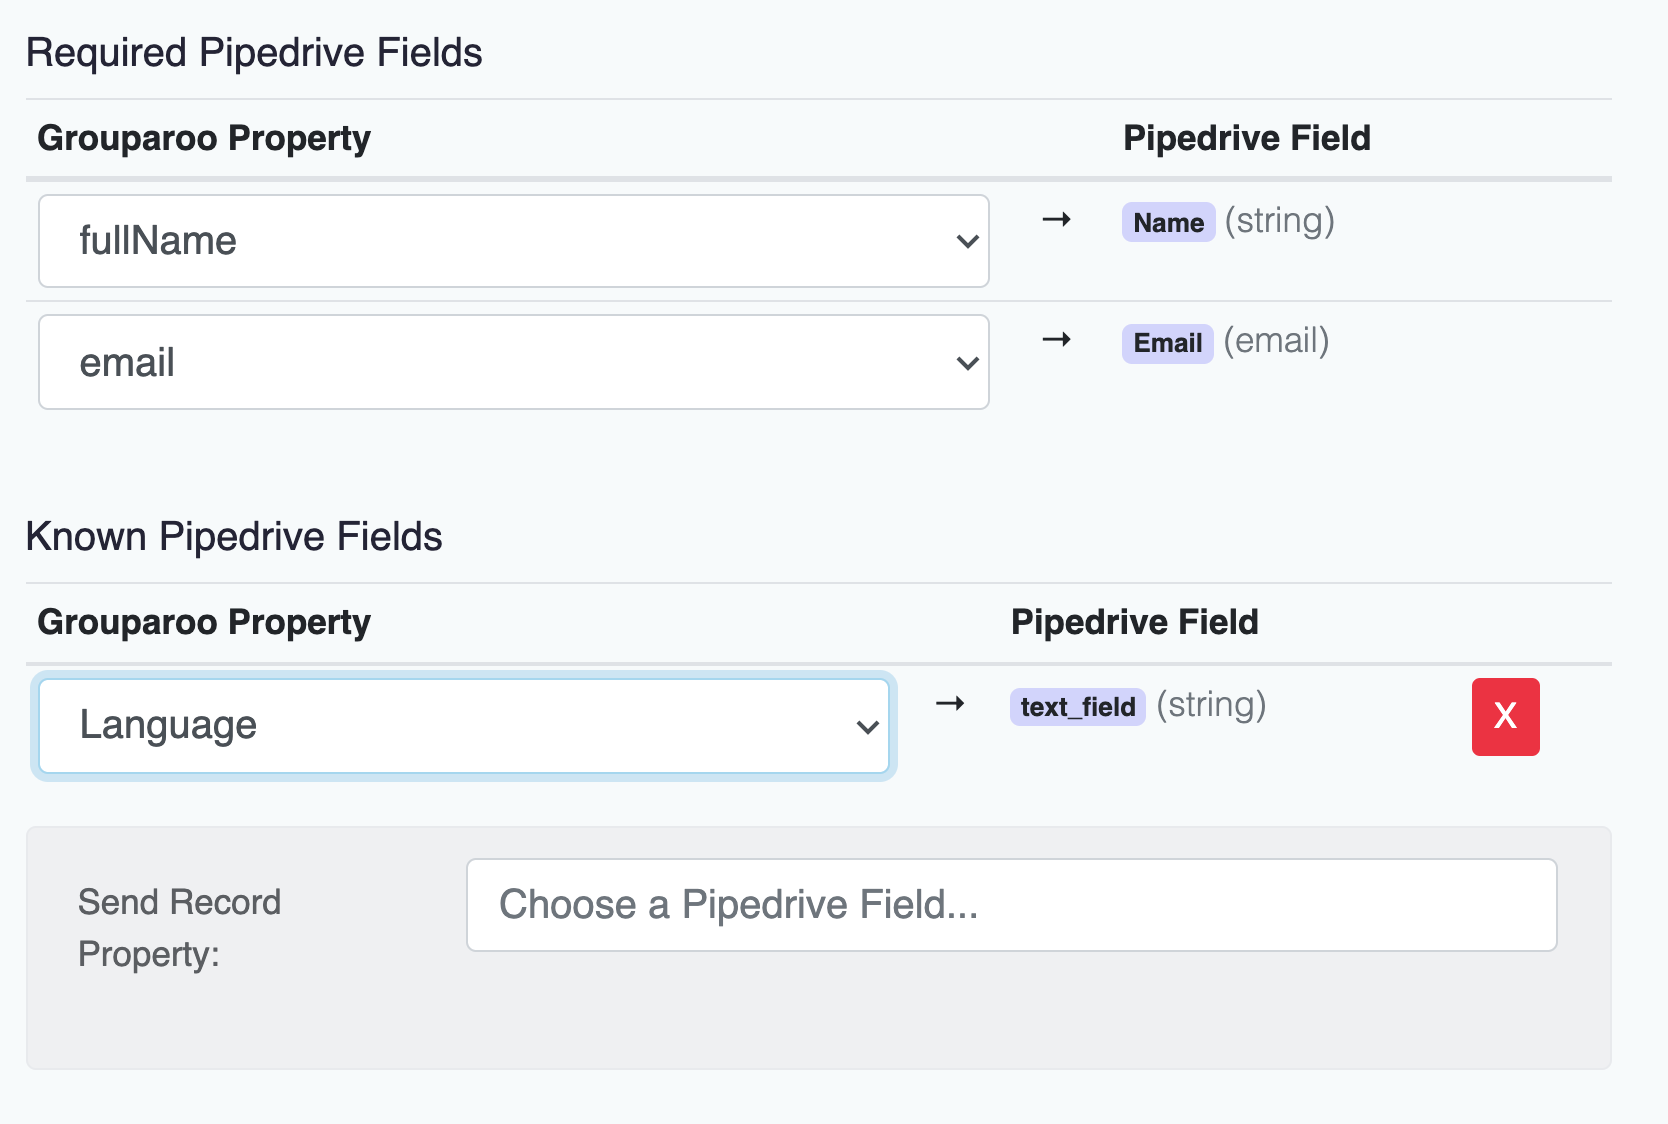 Required Pipedrive Fields
Grouparoo Property Pipedrive Field
fullName → Name (string)
email → Email (email)
Known Pipedrive Fields
Grouparoo Property Pipedrive Field
Language → text_field (string) X
Send Record Property: Choose a Pipedrive Field...